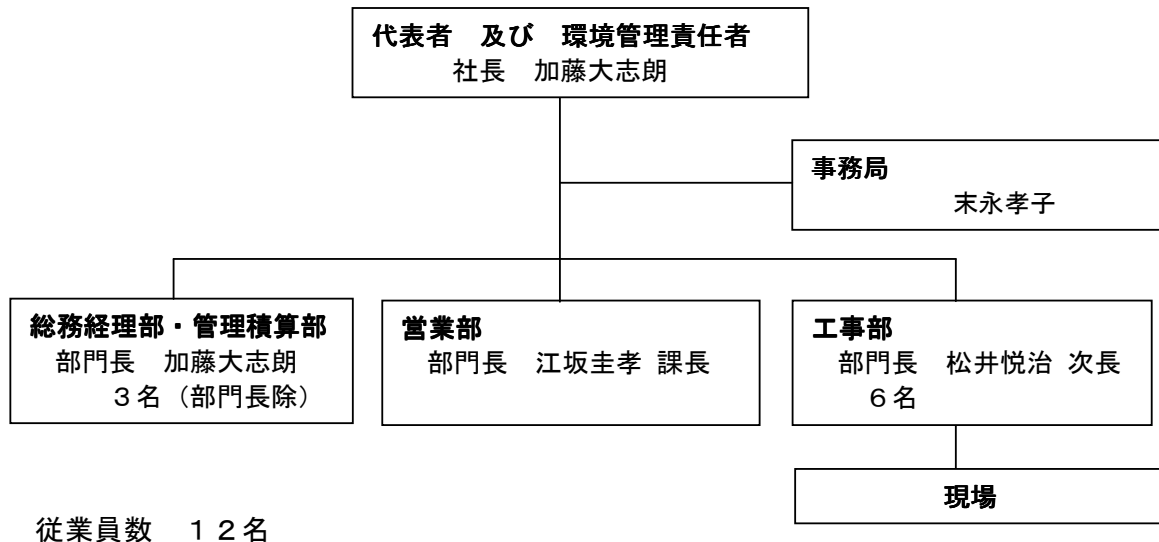 代表者　及び　環境管理責任者
社長　加藤大志朗
事務局
末永孝子
総務経理部・管理積算部
部門長　加藤大志朗
３名（部門長除）
営業部
部門長　江坂圭孝 課長
工事部
部門長　松井悦治 次長
６名
現場
従業員数　１２名